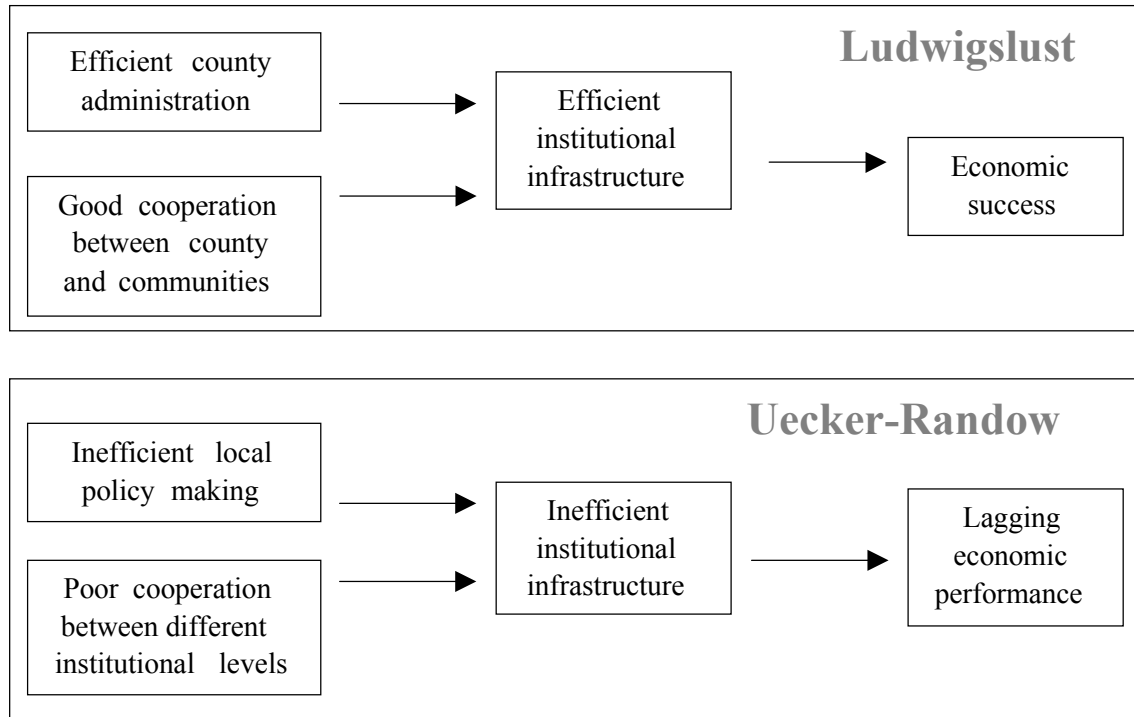 Ludwigslust
Efficient county
administration
Good cooperation
between county
and communities
Efficient
institutional
infrastructure
Economic
success
Uecker-Randow
Inefficient local
policy making
Poor cooperation
between different
institutional levels
Inefficient
institutional
infrastructure
Lagging
economic
performance